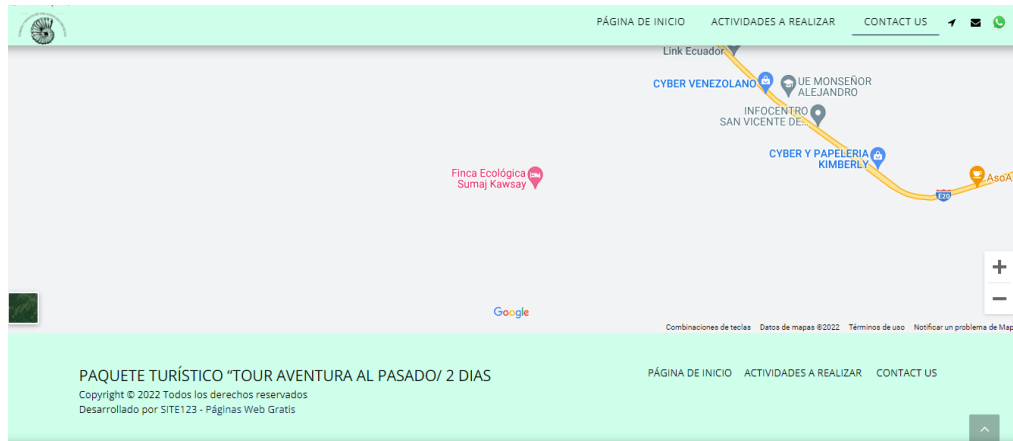 PÁGINA DE INICIO ACTIVIDADES A REALIZAR CONTACT US
Link Ecuador
CYBER VENEZOLANO
UE MONSEÑOR
ALEJANDRO
INFOCENTRO
SAN VICENTE DE...
CYBER Y PAPELERIA
KIMBERLY
Finca Ecológica
Sumaj Kawsay
AsoA
E20
Google
Combinaciones de teclas Datos de mapas ©2022 Términos de uso Notificar un problema de Map
PAQUETE TURÍSTICO “TOUR AVENTURA AL PASADO/ 2 DIAS
Copyright © 2022 Todos los derechos reservados
Desarrollado por SITE123 - Páginas Web Gratis
PÁGINA DE INICIO ACTIVIDADES A REALIZAR CONTACT US